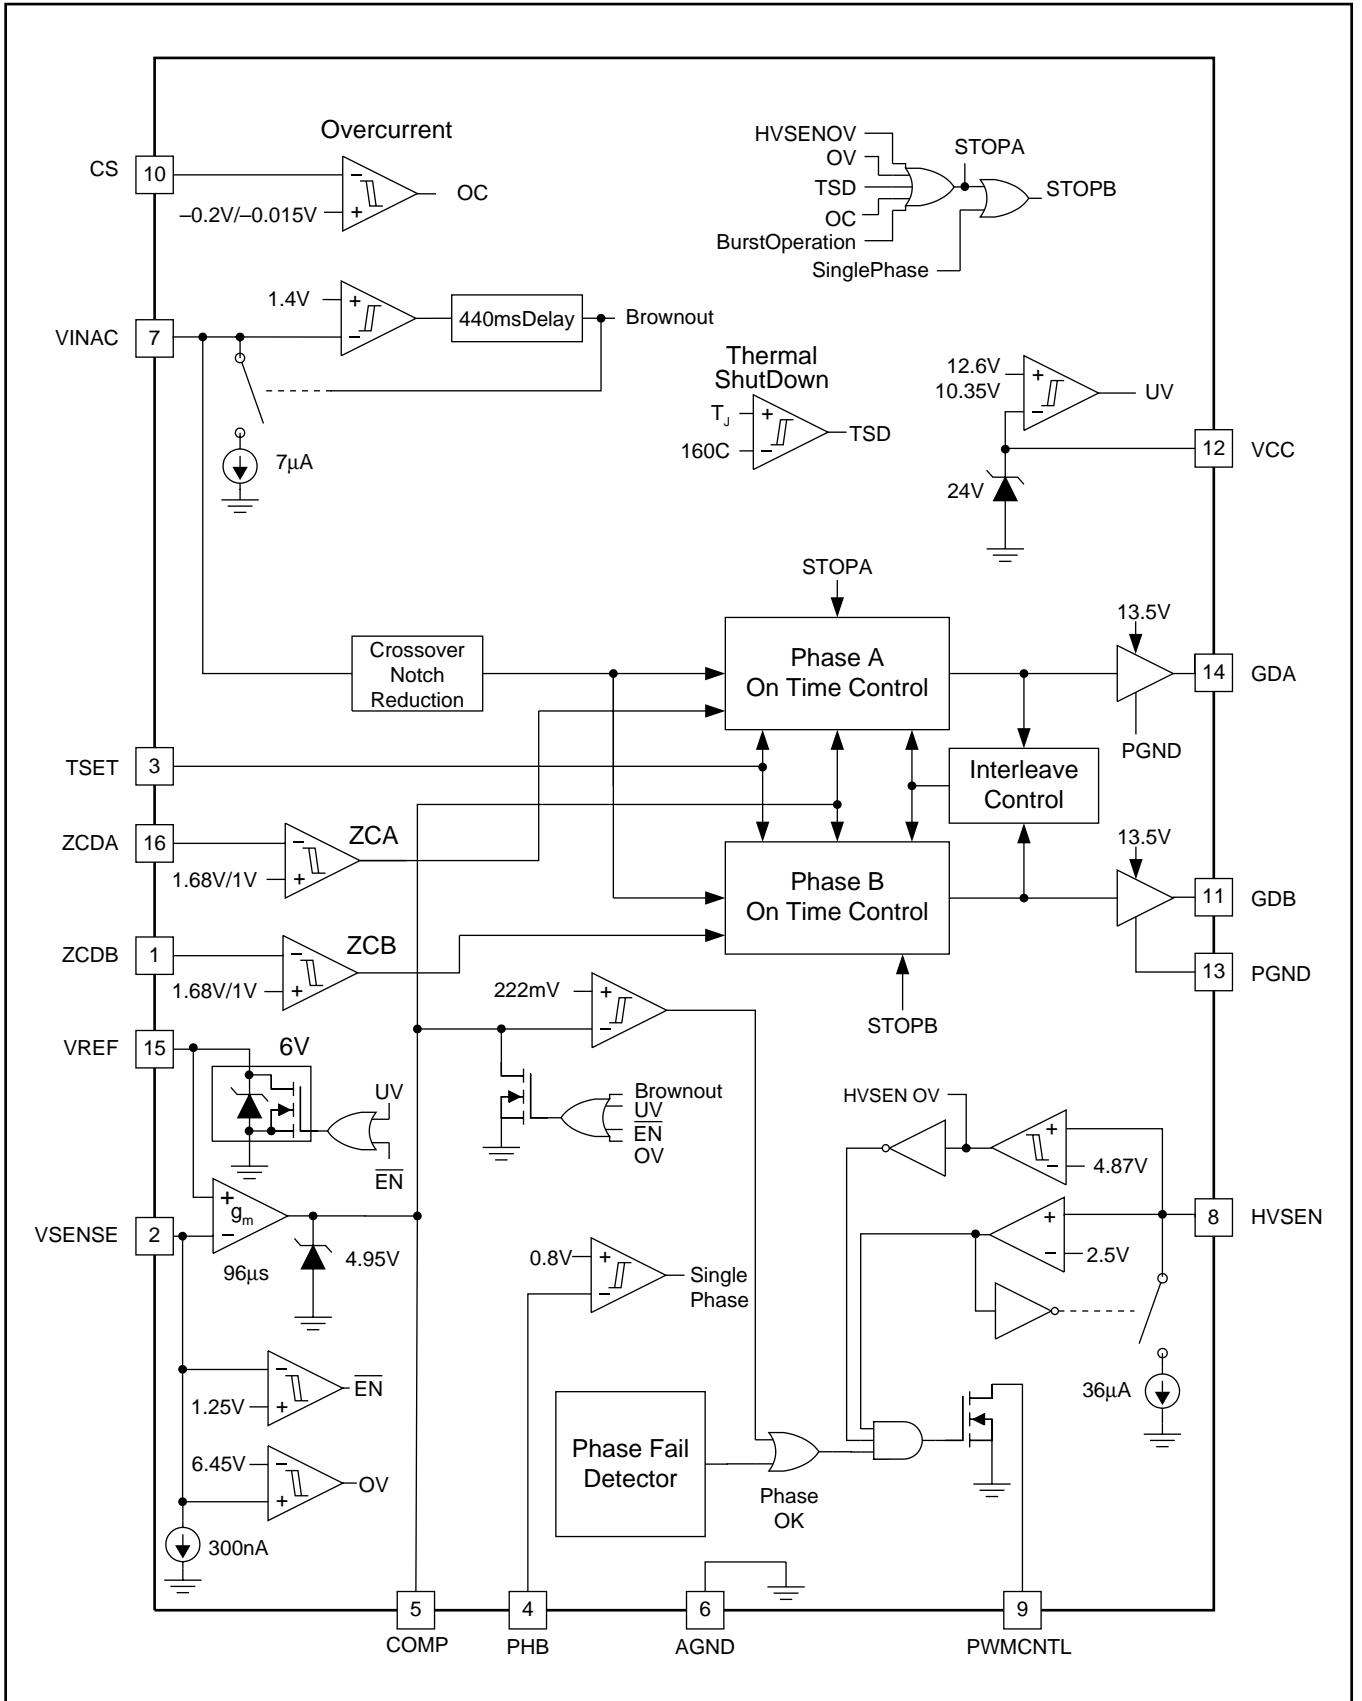 Overcurrent
CS
10
−
+
–0.2V/–0.015V
OC
HVSENOV
OV
TSD
OC
BurstOperation
SinglePhase
STOPA
STOPB
VINAC
7
1.4V
+
−
440msDelay
Brownout
7µA
Thermal
ShutDown
TJ
160C
+
−
TSD
12.6V
10.35V
+
−
UV
12
VCC
24V
STOPA
Crossover
Notch
Reduction
Phase A
On Time Control
13.5V
14
GDA
PGND
TSET
3
Interleave
Control
ZCDA
16
−
+
1.68V/1V
ZCA
Phase B
On Time Control
13.5V
11
GDB
ZCDB
1
−
+
1.68V/1V
ZCB
13
PGND
STOPB
222mV
+
−
VREF
15
6V
UV
EN
Brownout
UV
EN
OV
HVSEN OV
+
−
4.87V
VSENSE
2
+
gm
−
96µs
4.95V
8
HVSEN
+
−
2.5V
0.8V
+
−
Single
Phase
36µA
−
+
1.25V
EN
6.45V
−
+
OV
300nA
Phase Fail
Detector
Phase
OK
5
COMP
4
PHB
6
AGND
9
PWMCNTL